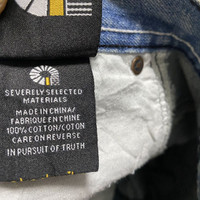 SEVERELY SELECTED
MATERIALS
MADE IN CHINA/
FABRIQUE EN CHINE
100% COTTON/COTON
CARE ON REVERSE
IN PURSUIT OF TRUTH